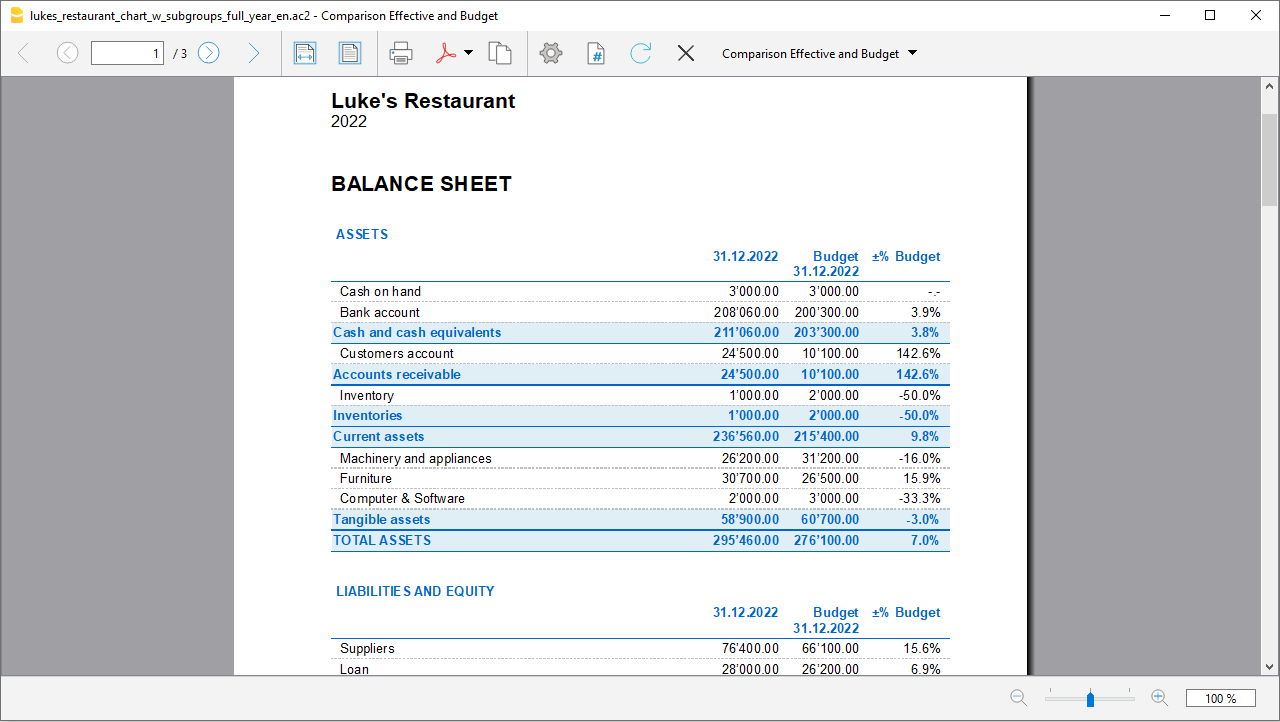 lukes_restaurant_chart_w_subgroups_full_year_en.ac2 - Comparison Effective and Budget
1 / 3 # Comparison Effective and Budget
Luke's Restaurant
2022
BALANCE SHEET
ASSETS
31.12.2022 Budget ±% Budget
31.12.2022
Cash on hand 3'000.00 3'000.00 -.-
Bank account 208'060.00 200'300.00 3.9%
Cash and cash equivalents 211'060.00 203'300.00 3.8%
Customers account 24'500.00 10'100.00 142.6%
Accounts receivable 24'500.00 10'100.00 142.6%
Inventory 1'000.00 2'000.00 -50.0%
Inventories 1'000.00 2'000.00 -50.0%
Current assets 236'560.00 215'400.00 9.8%
Machinery and appliances 26'200.00 31'200.00 -16.0%
Furniture 30'700.00 26'500.00 15.9%
Computer & Software 2'000.00 3'000.00 -33.3%
Tangible assets 58'900.00 60'700.00 -3.0%
TOTAL ASSETS 295'460.00 276'100.00 7.0%
LIABILITIES AND EQUITY
31.12.2022 Budget ±% Budget
31.12.2022
Suppliers 76'400.00 66'100.00 15.6%
Loan 28'000.00 26'200.00 6.9%
100 %